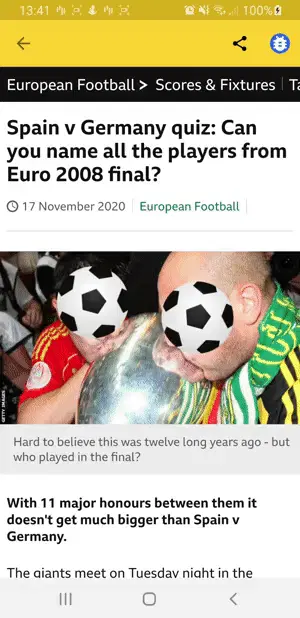 13:41
100%
European Football > Scores & Fixtures Ta
Spain v Germany quiz: Can
you name all the players from
Euro 2008 final?
17 November 2020 European Football
GETTY IMAGES
Hard to believe this was twelve long years ago - but
who played in the final?
With 11 major honours between them it
doesn't get much bigger than Spain v
Germany.
The giants meet on Tuesday night in the